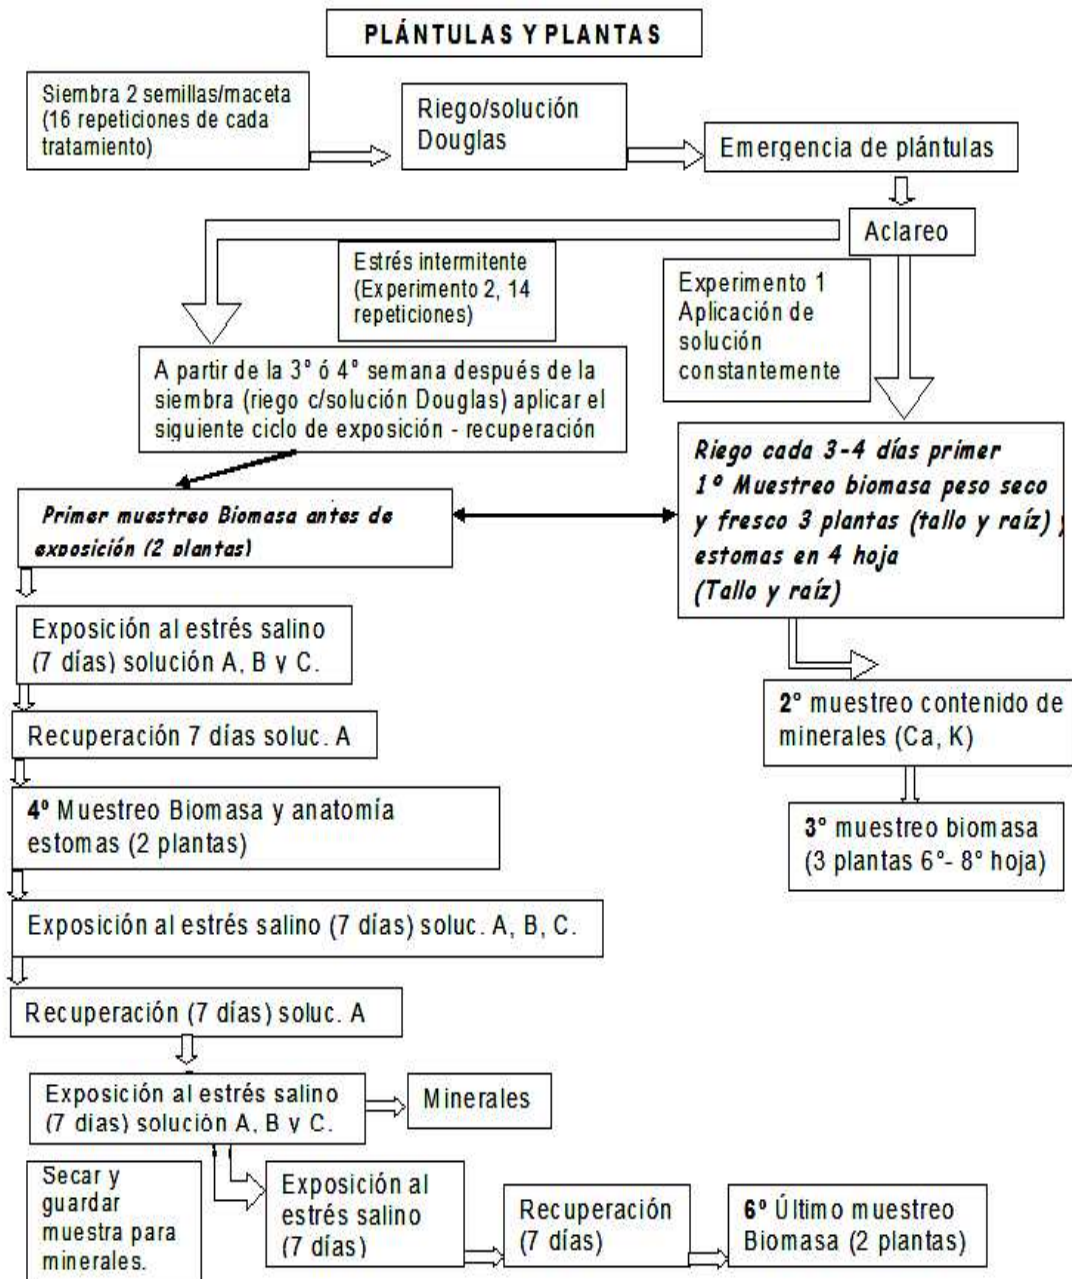 PLÁNTULAS Y PLANTAS
Siembra 2 semillas/maceta
(16 repeticiones de cada
tratamiento)
Riego/solución
Douglas
Emergencia de plántulas
Aclareo
Estrés intermitente
(Experimento 2, 14
repeticiones)
Experimento 1
Aplicación de
solución
constantemente
A partir de la 3° ó 4° semana después de la
siembra (riego c/solución Douglas) aplicar el
siguiente ciclo de exposición - recuperación
Riego cada 3-4 días primer
1° Muestreo biomasa peso seco
y fresco 3 plantas (tallo y raíz) y
estomas en 4 hoja
(Tallo y raíz)
Primer muestreo Biomasa antes de
exposición (2 plantas)
Exposición al estrés salino
(7 días) solución A, B y C.
Recuperación 7 días soluc. A
2° muestreo contenido de
minerales (Ca, K)
4° Muestreo Biomasa y anatomía
estomas (2 plantas)
3° muestreo biomasa
(3 plantas 6°- 8° hoja)
Exposición al estrés salino (7 días) soluc. A, B, C.
Recuperación (7 días) soluc. A
Exposición al estrés salino
(7 días) solución A, B y C.
Minerales
Secar y
guardar
muestra para
minerales.
Exposición al
estrés salino
(7 días)
Recuperación
(7 días)
6° Último muestreo
Biomasa (2 plantas)